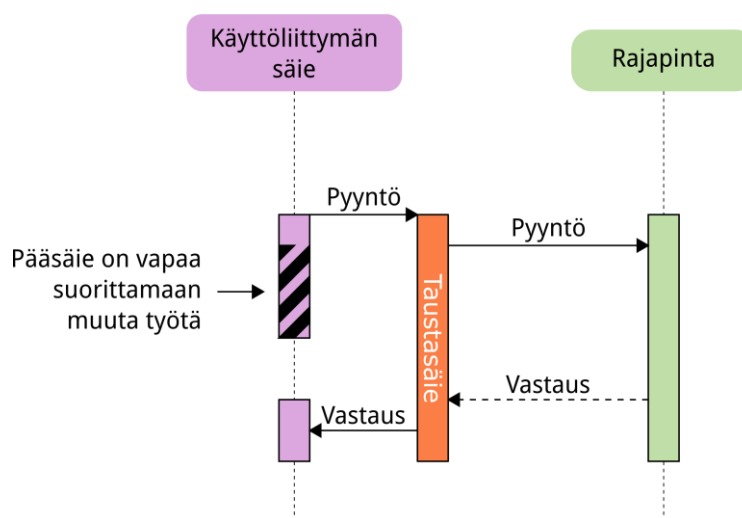 Käyttöliittymän
säie
Rajapinta
Pyyntö
Pyyntö
Pääsäie on vapaa
suorittamaan
muuta työtä
Taustasäie
Vastaus
Vastaus